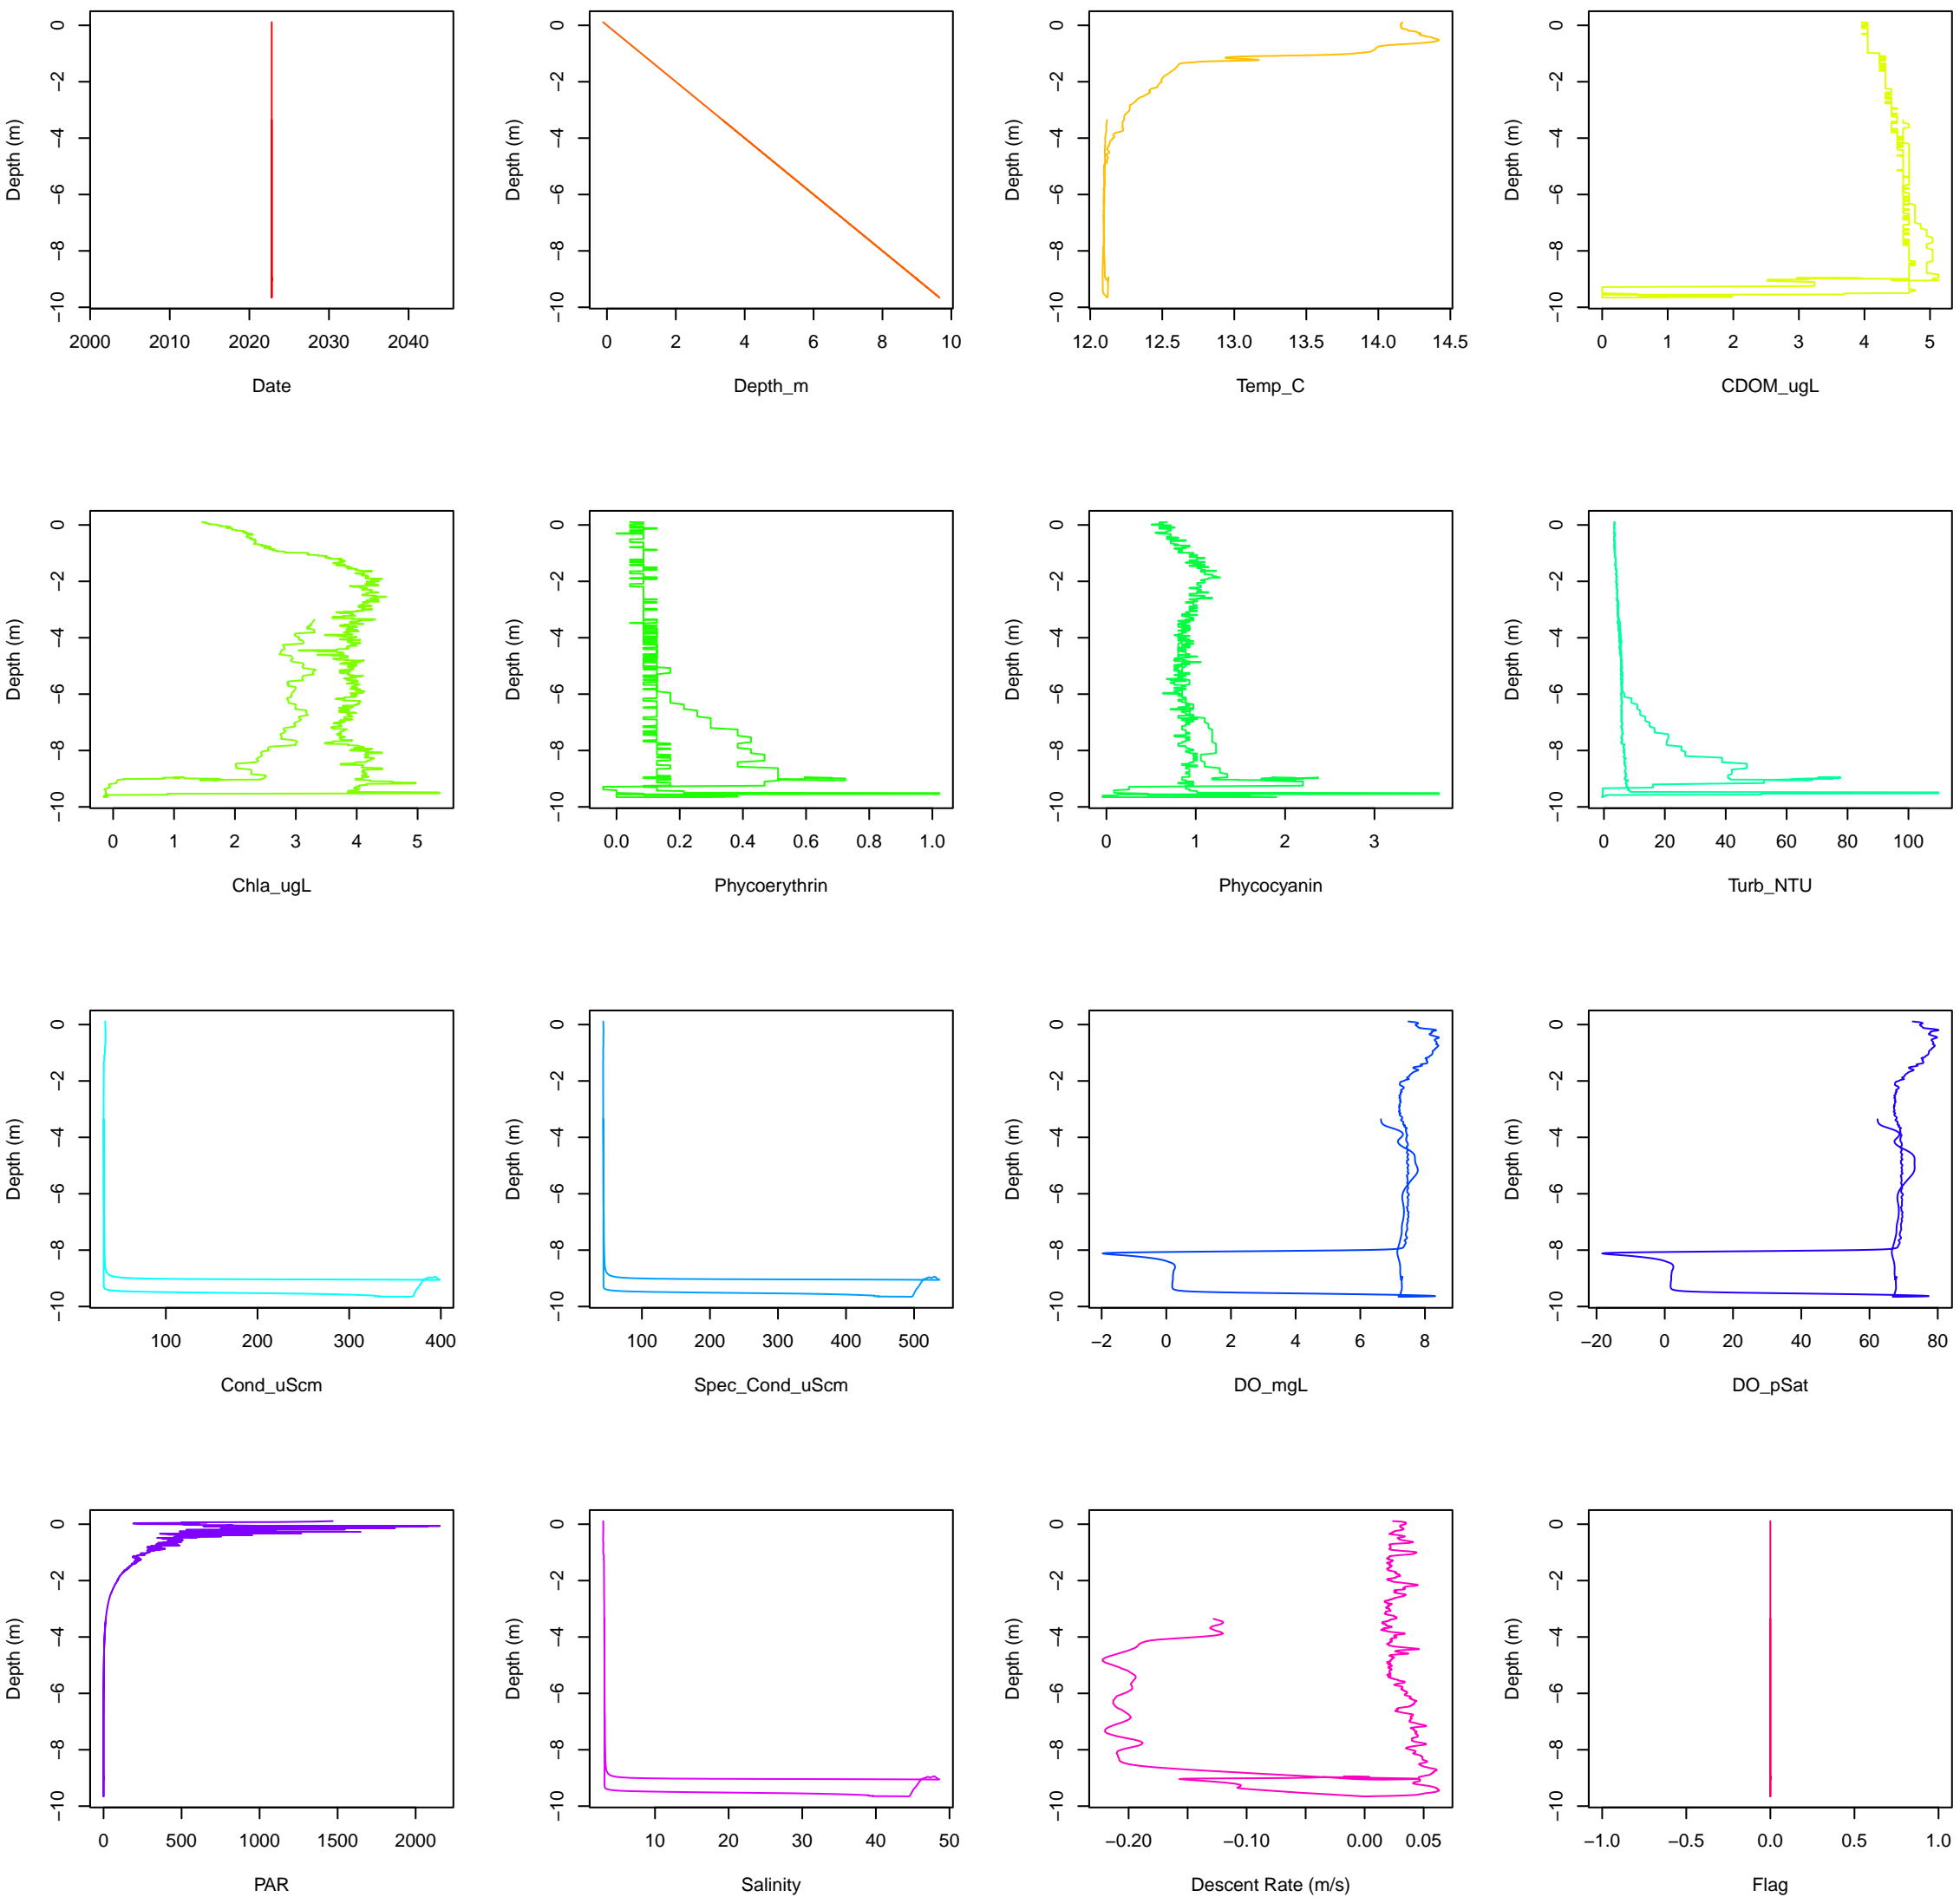 Depth (m)
0
−2
−4
−6
−8
−10
2000 2010 2020 2030 2040
Date
Depth (m)
0
−2
−4
−6
−8
−10
0 2 4 6 8 10
Depth_m
Depth (m)
0
−2
−4
−6
−8
−10
12.0 12.5 13.0 13.5 14.0 14.5
Temp_C
Depth (m)
0
−2
−4
−6
−8
−10
0 1 2 3 4 5
CDOM_ugL
Depth (m)
0
−2
−4
−6
−8
−10
0 1 2 3 4 5
Chla_ugL
Depth (m)
0
−2
−4
−6
−8
−10
0.0 0.2 0.4 0.6 0.8 1.0
Phycoerythrin
Depth (m)
0
−2
−4
−6
−8
−10
0 1 2 3
Phycocyanin
Depth (m)
0
−2
−4
−6
−8
−10
0 20 40 60 80 100
Turb_NTU
Depth (m)
0
−2
−4
−6
−8
−10
100 200 300 400
Cond_uScm
Depth (m)
0
−2
−4
−6
−8
−10
100 200 300 400 500
Spec_Cond_uScm
Depth (m)
0
−2
−4
−6
−8
−10
−2 0 2 4 6 8
DO_mgL
Depth (m)
0
−2
−4
−6
−8
−10
−20 0 20 40 60 80
DO_pSat
Depth (m)
0
−2
−4
−6
−8
−10
0 500 1000 1500 2000
PAR
Depth (m)
0
−2
−4
−6
−8
−10
10 20 30 40 50
Salinity
Depth (m)
0
−2
−4
−6
−8
−10
−0.20 −0.10 0.00 0.05
Descent Rate (m/s)
Depth (m)
0
−2
−4
−6
−8
−10
−1.0 −0.5 0.0 0.5 1.0
Flag